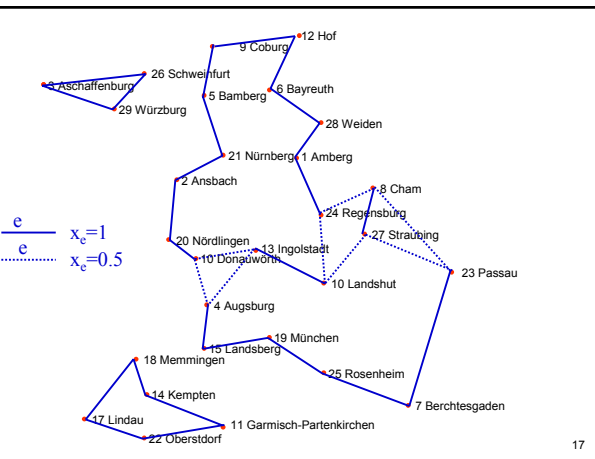 12 Hof
9 Coburg
26 Schweinfurt
3 Aschaffenburg
5 Bamberg
6 Bayreuth
29 Würzburg
28 Weiden
21 Nürnberg
1 Amberg
2 Ansbach
8 Cham
24 Regensburg
27 Straubing
e
x_e=1
e
x_e=0.5
20 Nördlingen
13 Ingolstadt
10 Donauwörth
23 Passau
10 Landshut
4 Augsburg
19 München
15 Landsberg
18 Memmingen
25 Rosenheim
14 Kempten
7 Berchtesgaden
17 Lindau
11 Garmisch-Partenkirchen
22 Oberstdorf
17